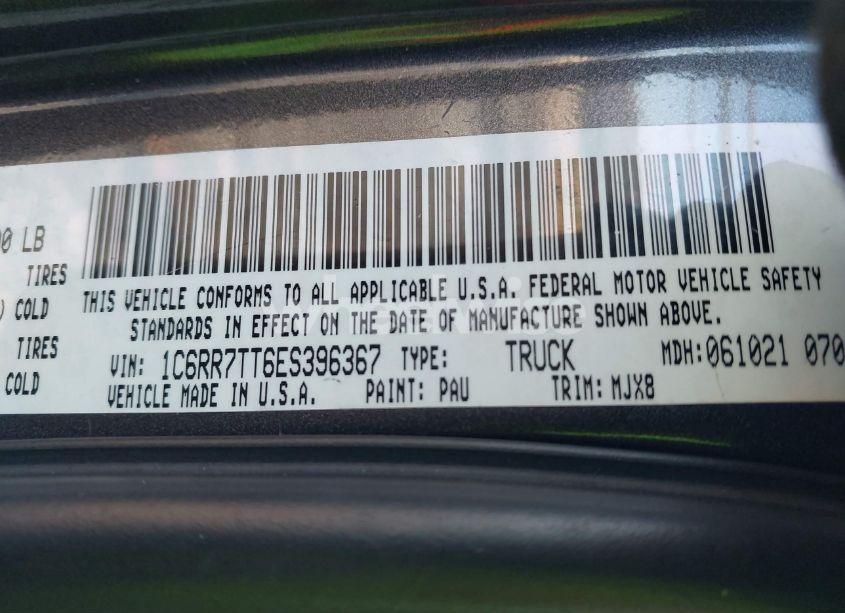 00 LB
TIRES
) COLD
TIRES
COLD
THIS VEHICLE CONFORMS TO ALL APPLICABLE U.S.A. FEDERAL MOTOR VEHICLE SAFETY
STANDARDS IN EFFECT ON THE DATE OF MANUFACTURE SHOWN ABOVE.
VIN: 1C6RR7TT6ES396367 TYPE: TRUCK MDH:061021 070
VEHICLE MADE IN U.S.A. PAINT: PAU TRIM: MJX8